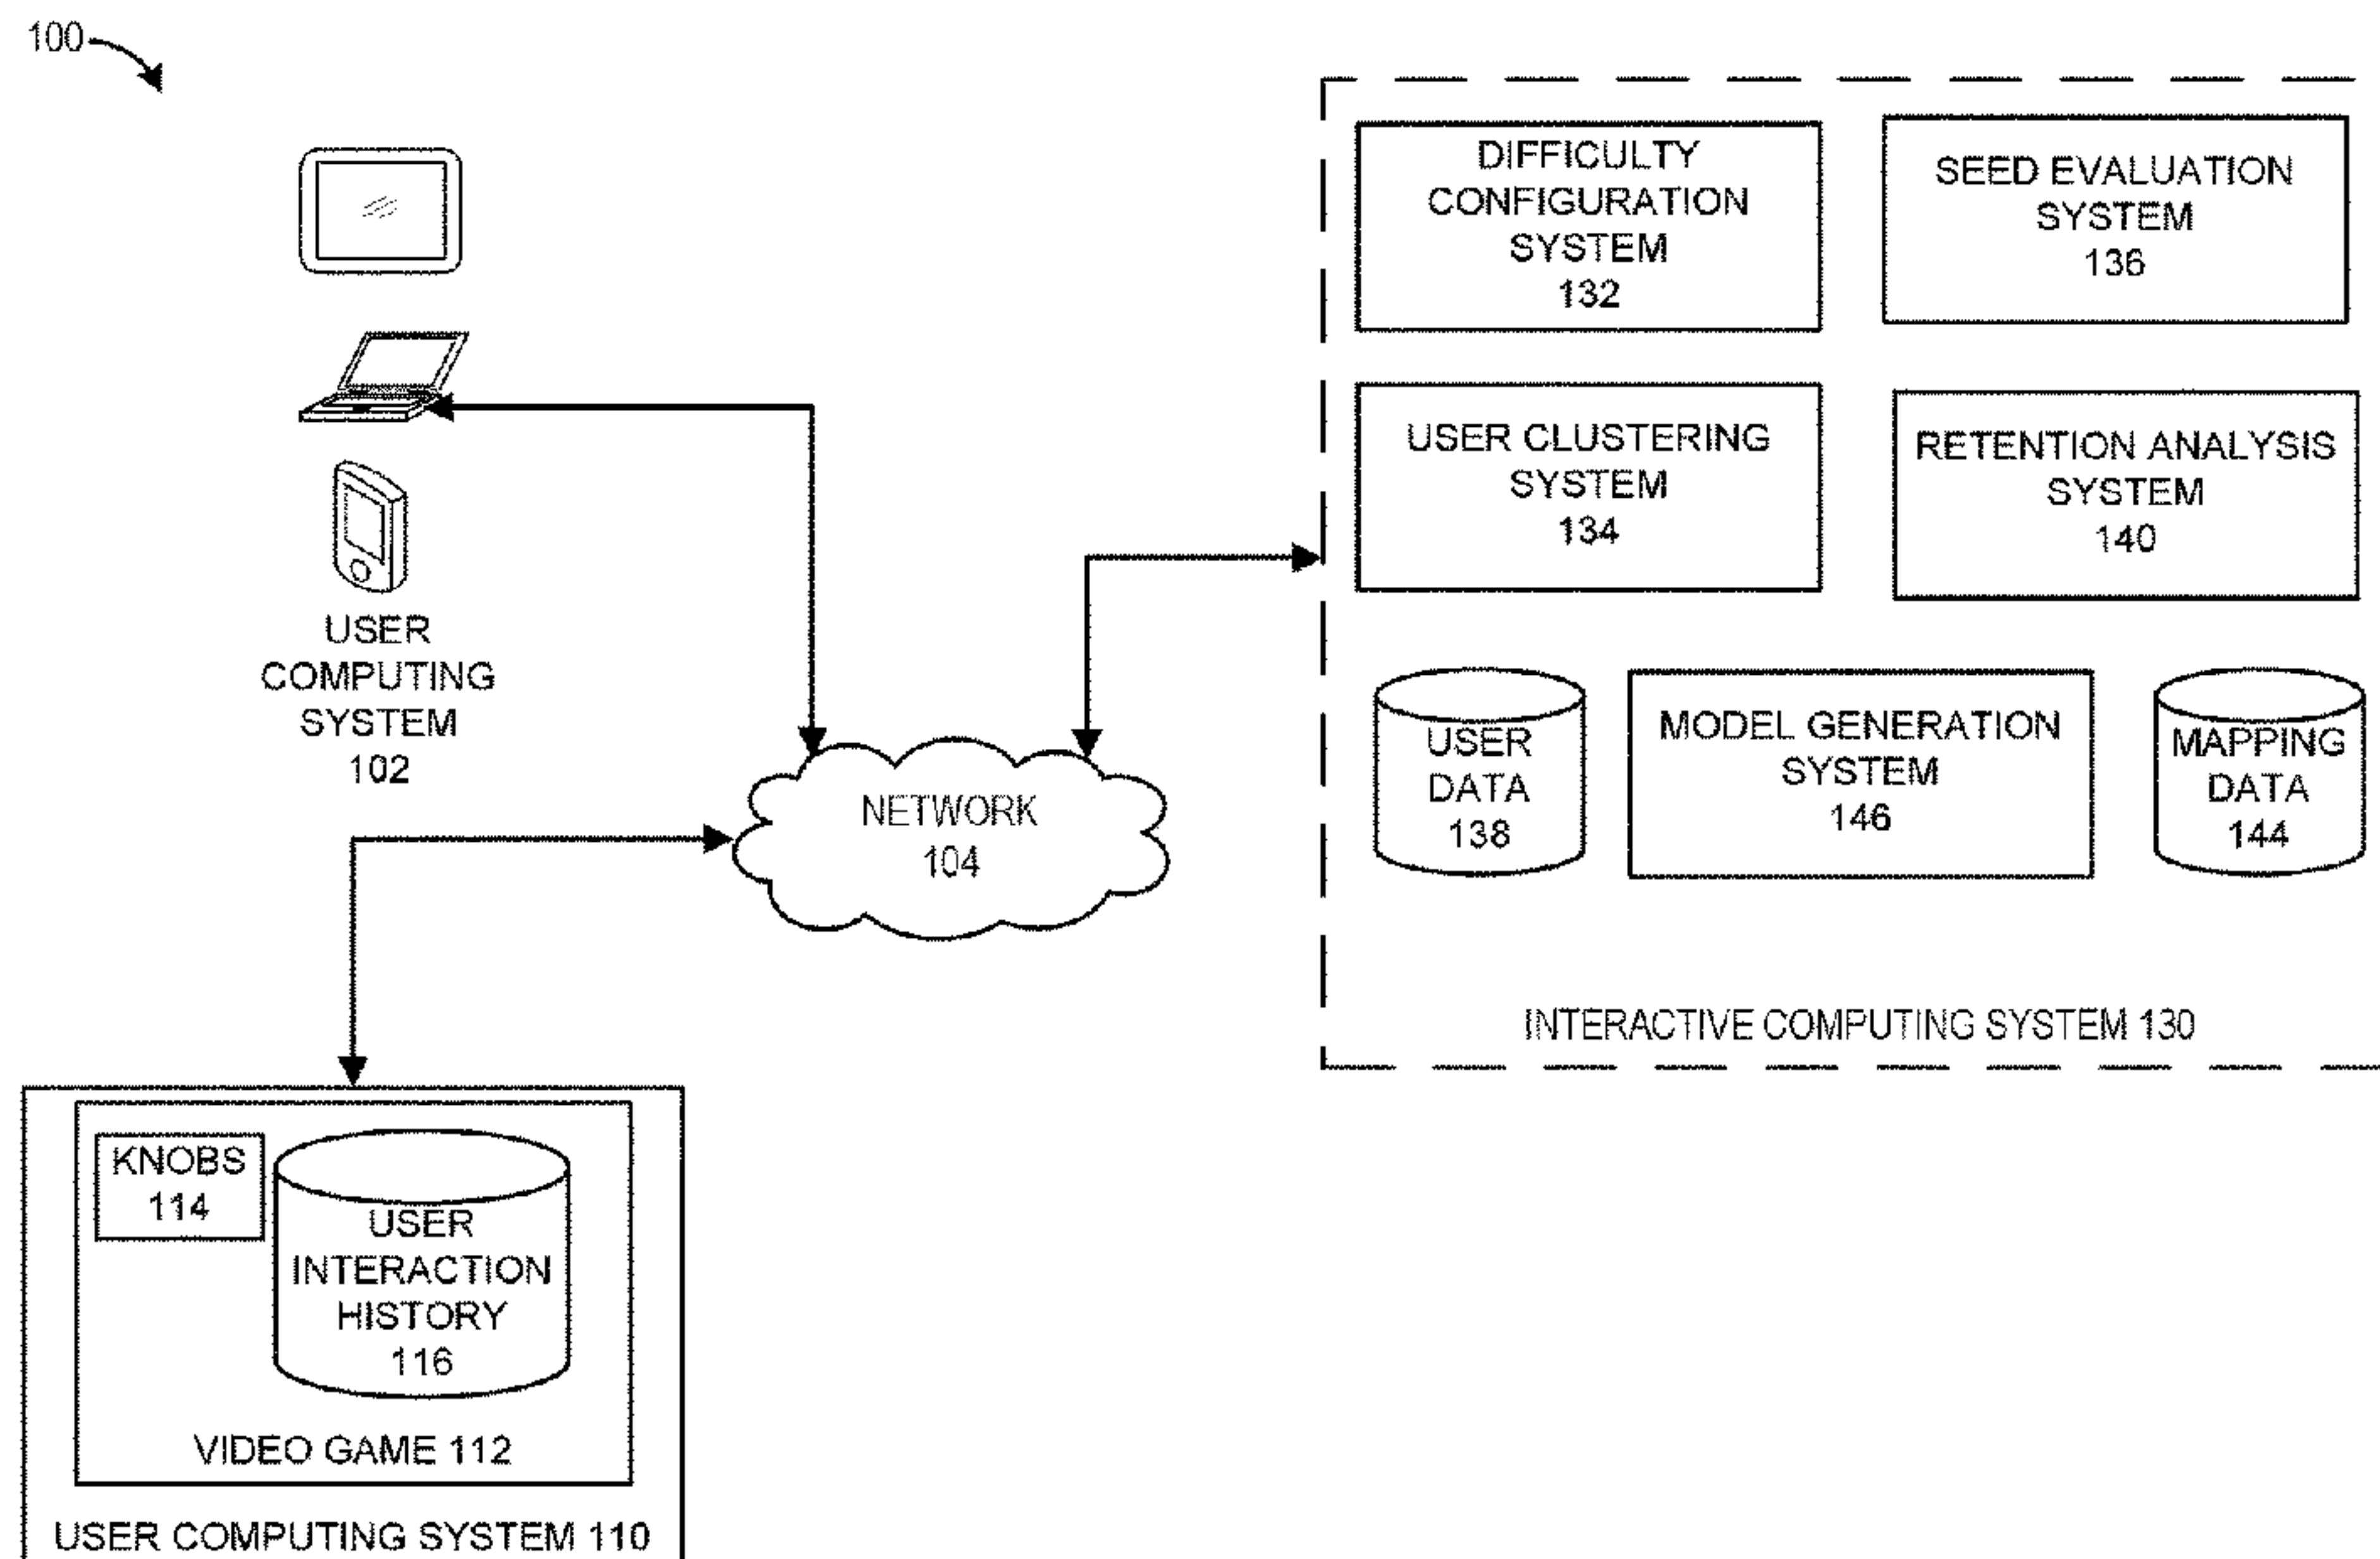 100
DIFFICULTY
CONFIGURATION
SYSTEM
132
SEED EVALUATION
SYSTEM
136
USER CLUSTERING
SYSTEM
134
RETENTION ANALYSIS
SYSTEM
140
USER
DATA
138
MODEL GENERATION
SYSTEM
146
MAPPING
DATA
144
INTERACTIVE COMPUTING SYSTEM 130
USER
COMPUTING
SYSTEM
102
NETWORK
104
KNOBS
114
USER
INTERACTION
HISTORY
116
VIDEO GAME 112
USER COMPUTING SYSTEM 110